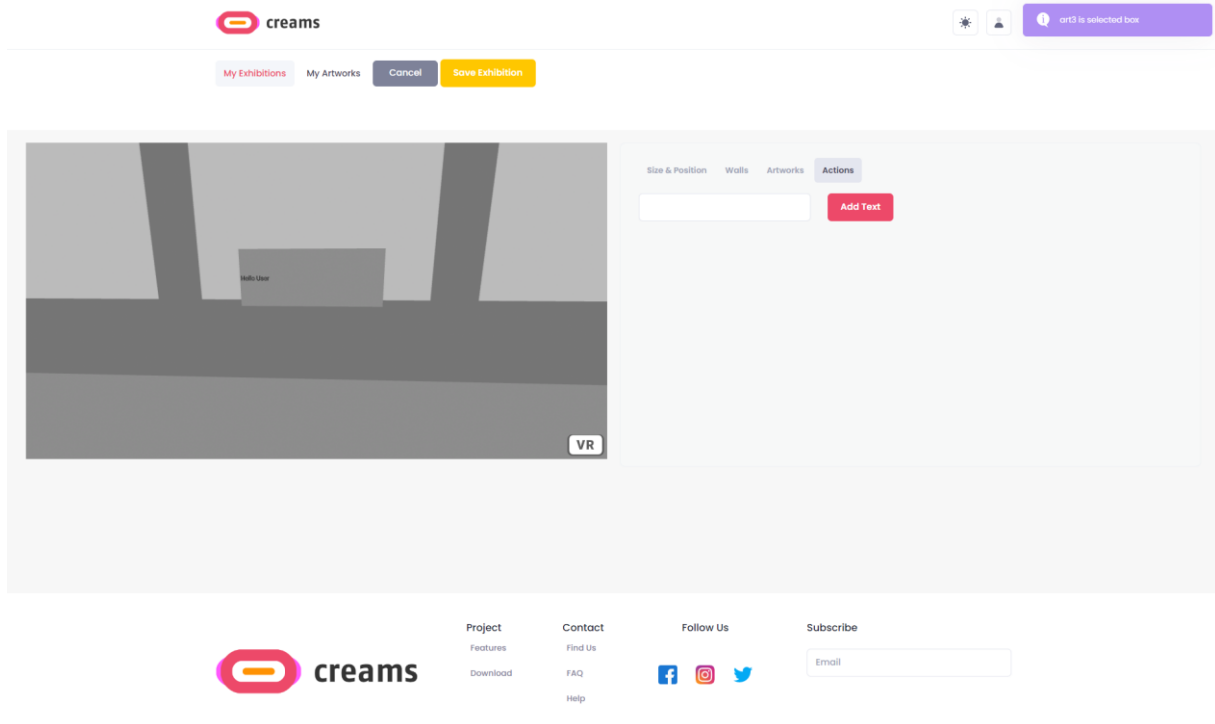 creams
art3 is selected box
My Exhibitions
My Artworks
Cancel
Save Exhibition
Size & Position
Walls
Artworks
Actions
Add Text
Hello User
VR
creams
Project
Features
Download
Contact
Find Us
FAQ
Help
Follow Us
Subscribe
Email